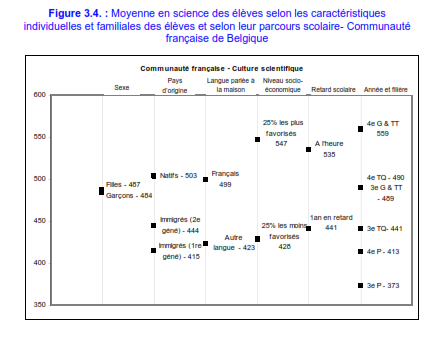 Figure 3.4. : Moyenne en science des élèves selon les caractéristiques
individuelles et familiales des élèves et selon leur parcours scolaire- Communauté
française de Belgique
Communauté française - Culture scientifique
Sexe
Pays
d'origine
Langue parlée à
la maison
Niveau socio-
économique
Retard scolaire
Année et filière
600
550
500
450
400
350
Filles - 487
Garçons - 484
Natifs - 503
Immigrés (2e
géné) - 444
Immigrés (1re
géné) - 415
Français
499
Autre
langue - 423
25% les plus
favorisés
547
25% les moins
favorisés
428
A l'heure
535
1an en retard
441
4e G & TT
559
4e TQ - 490
3e G & TT
- 489
3e TQ- 441
4e P - 413
3e P - 373